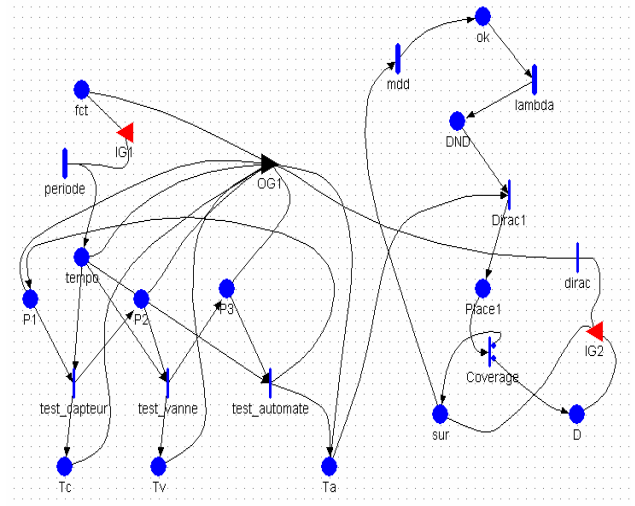 ok
mdd
lambda
fct
IG1
DND
periode
OG1
Dirac1
tempo
dirac
P1
P2
P3
Place1
IG2
Coverage
test_capteur
test_vanne
test_automate
sur
D
Tc
Tv
Ta